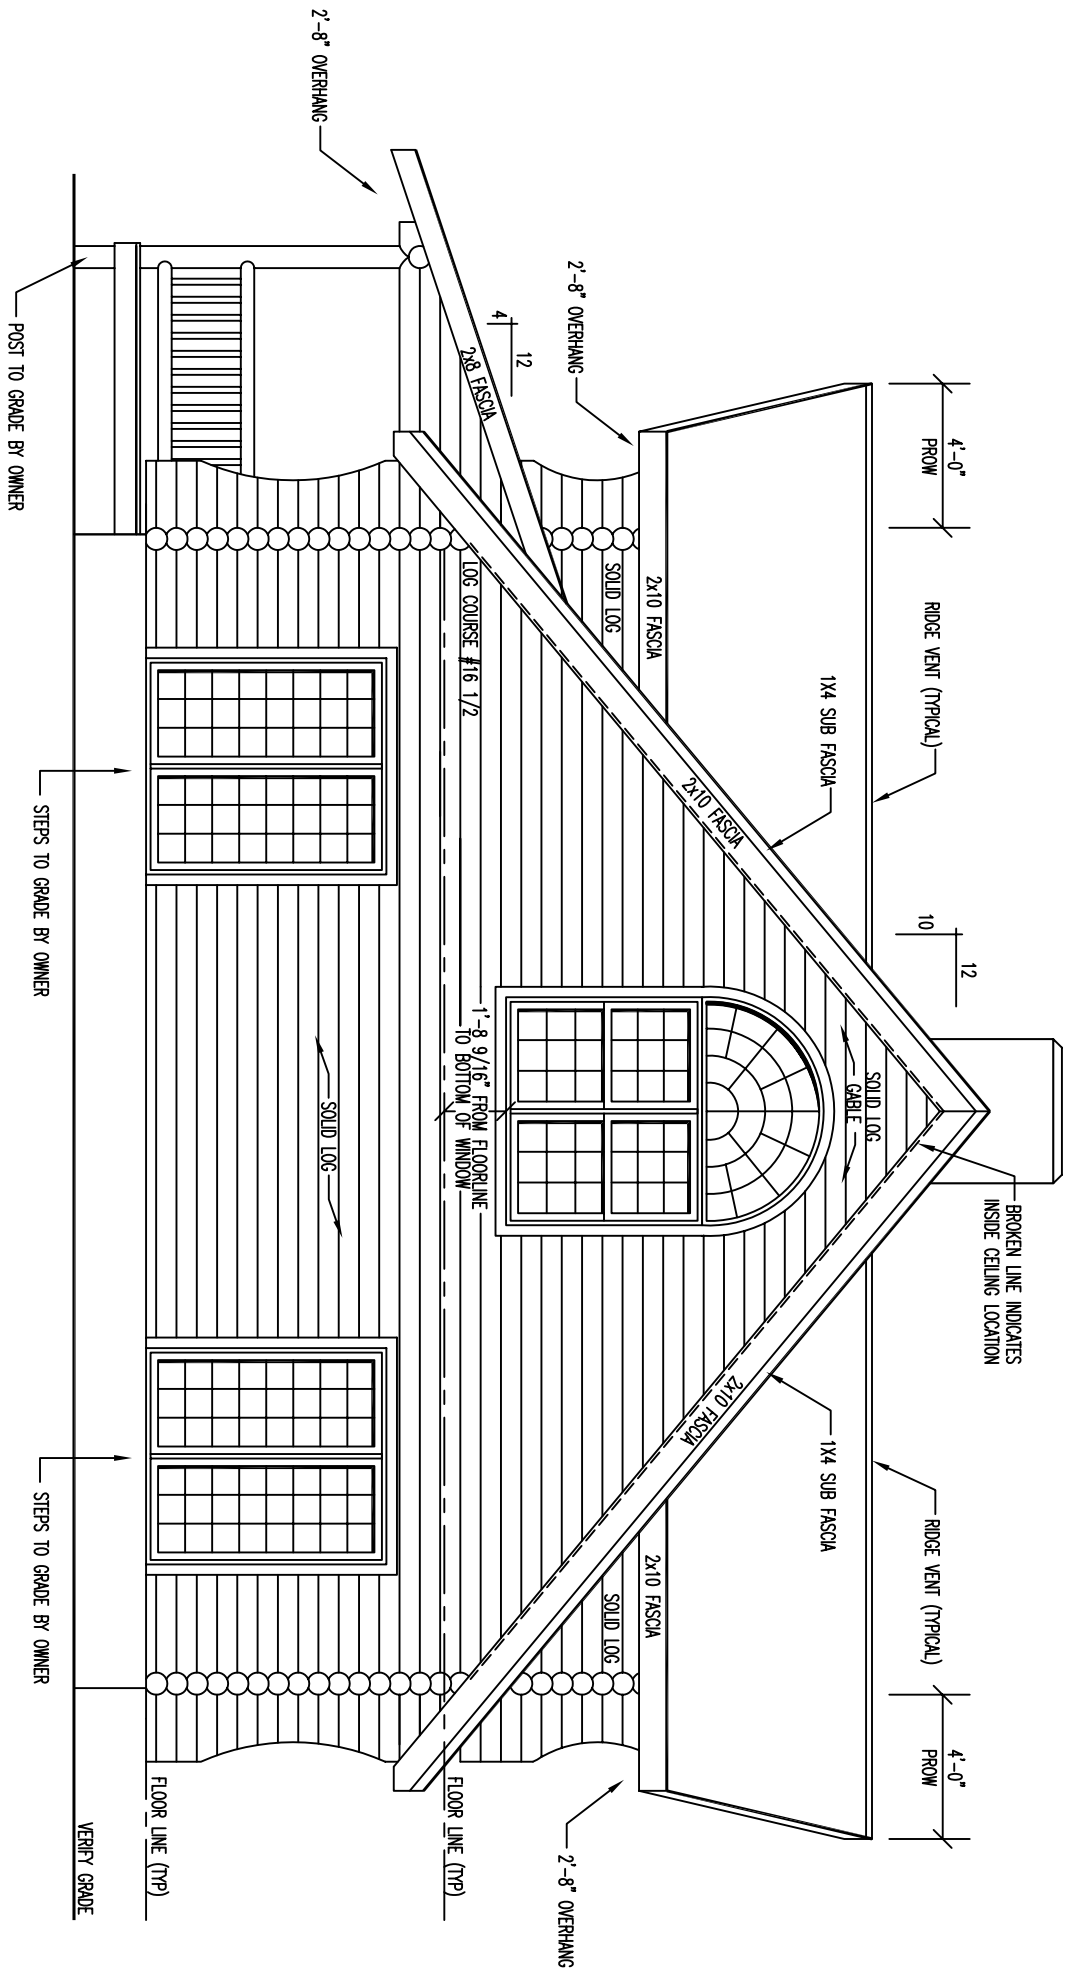 BROKEN LINE INDICATES
INSIDE CEILING LOCATION
12
10
4'-0"
PROW
RIDGE VENT (TYPICAL)
RIDGE VENT (TYPICAL)
4'-0"
PROW
SOLID LOG
GABLE
1X4 SUB FASCIA
1X4 SUB FASCIA
2x10 FASCIA
2x10 FASCIA
2x10 FASCIA
2x10 FASCIA
SOLID LOG
SOLID LOG
2'-8" OVERHANG
2'-8" OVERHANG
12
4
2x8 FASCIA
LOG COURSE #16 1/2
1'-8 9/16" FROM FLOORLINE
TO BOTTOM OF WINDOW
FLOOR LINE (TYP)
2'-8" OVERHANG
SOLID LOG
FLOOR LINE (TYP)
VERIFY GRADE
POST TO GRADE BY OWNER
STEPS TO GRADE BY OWNER
STEPS TO GRADE BY OWNER